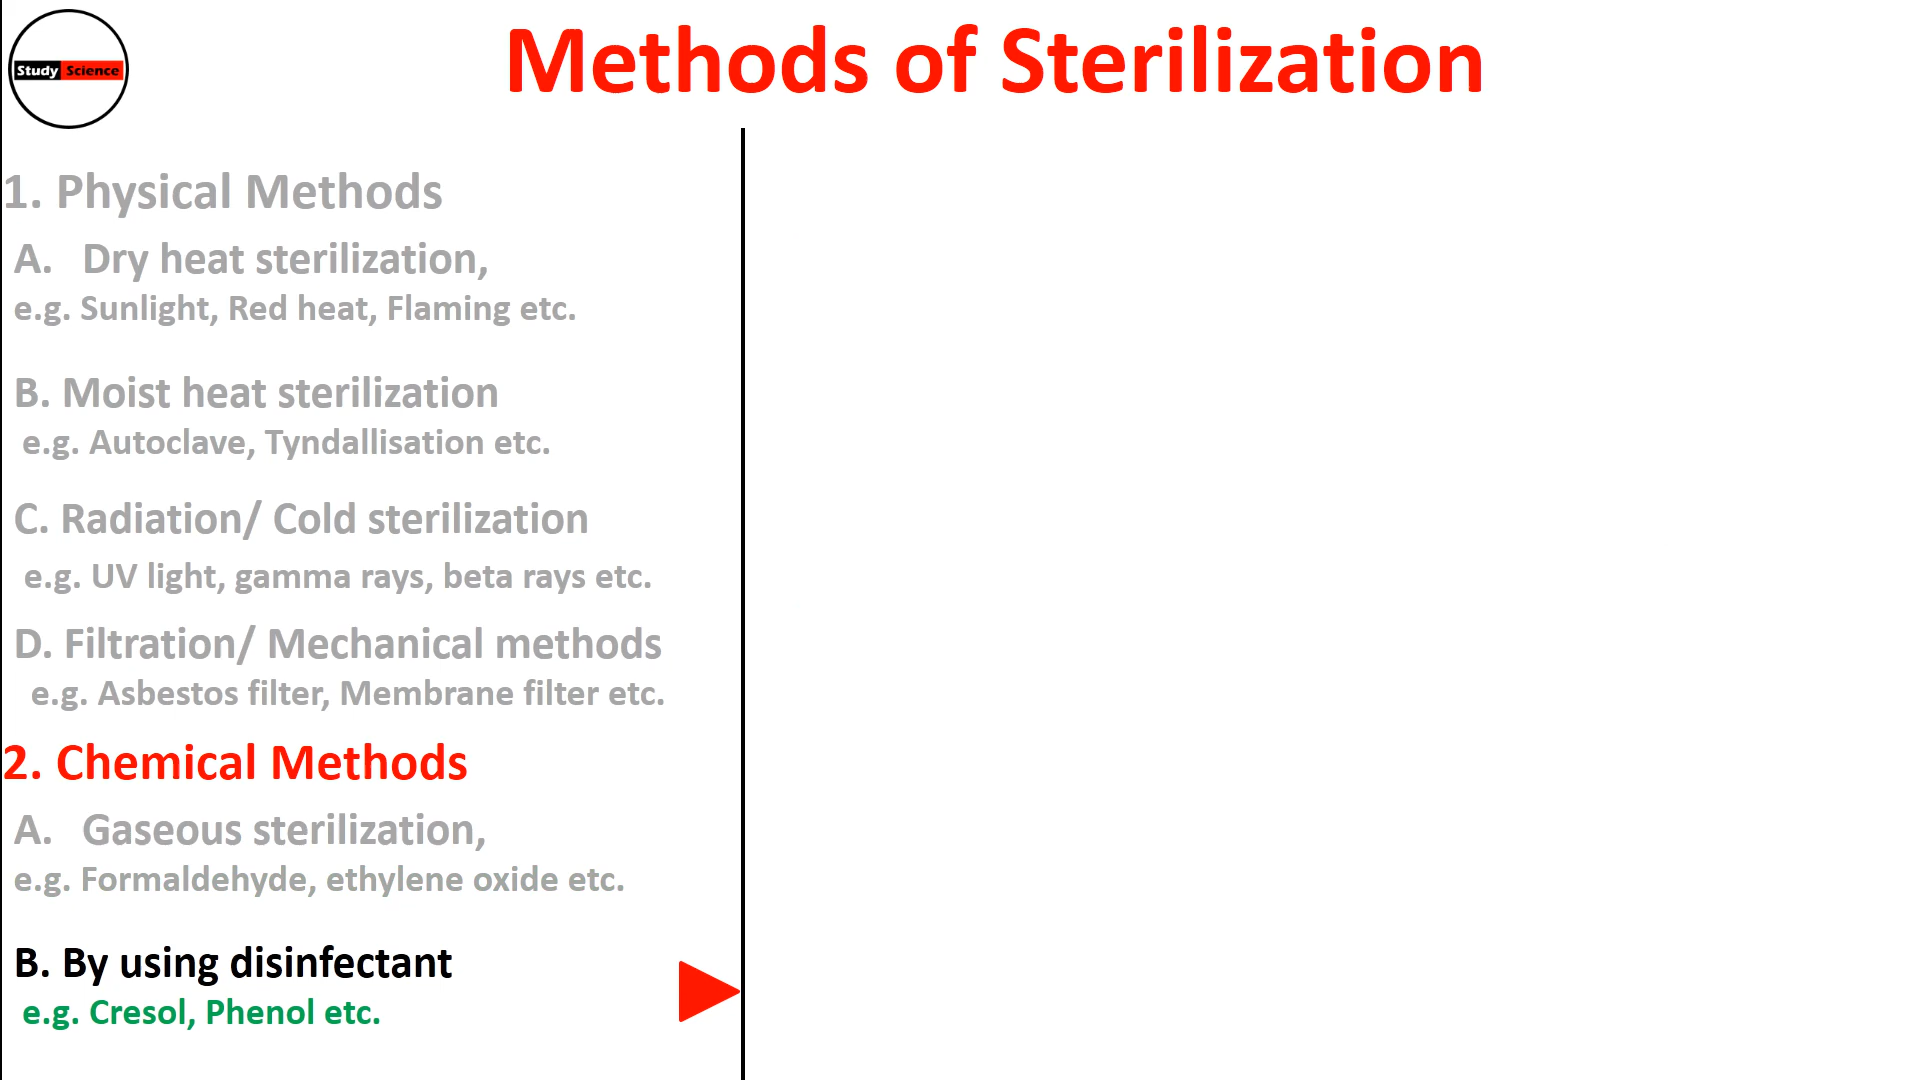 Study Science
Methods of Sterilization
1. Physical Methods
A. Dry heat sterilization,
e.g. Sunlight, Red heat, Flaming etc.
B. Moist heat sterilization
e.g. Autoclave, Tyndallisation etc.
C. Radiation/ Cold sterilization
e.g. UV light, gamma rays, beta rays etc.
D. Filtration/ Mechanical methods
e.g. Asbestos filter, Membrane filter etc.
2. Chemical Methods
A. Gaseous sterilization,
e.g. Formaldehyde, ethylene oxide etc.
B. By using disinfectant
e.g. Cresol, Phenol etc.